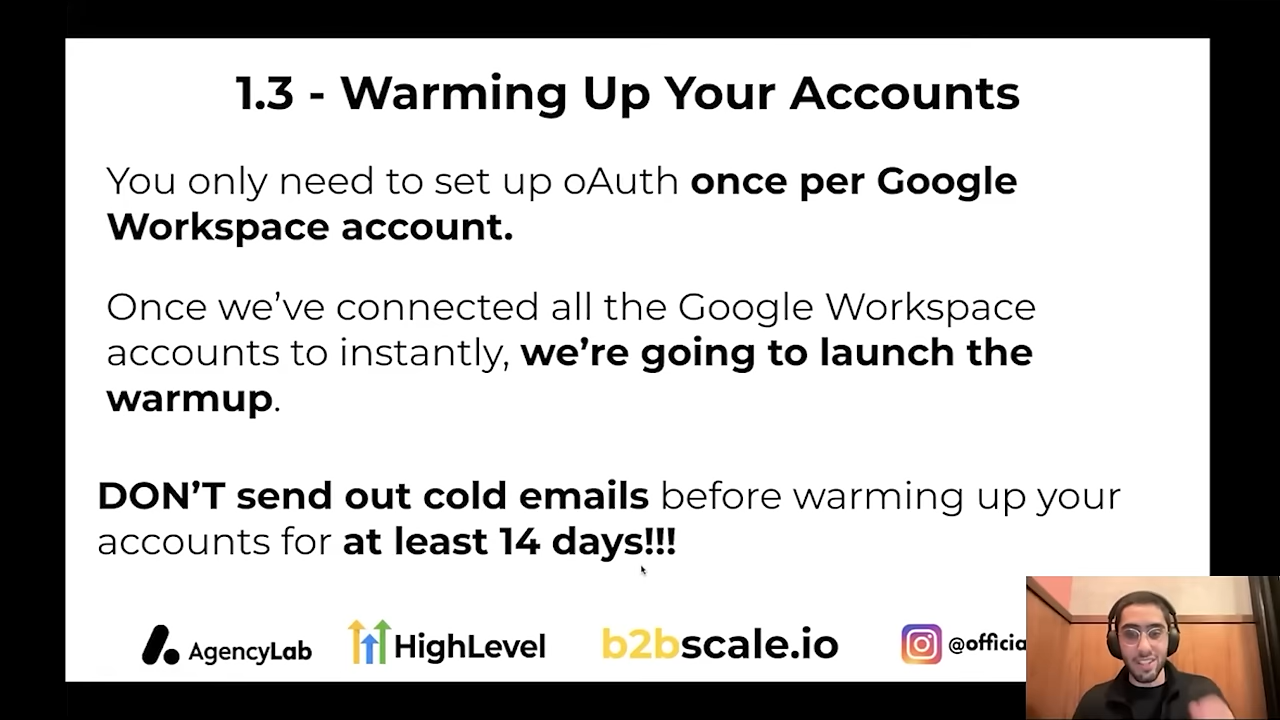 1.3 - Warming Up Your Accounts
You only need to set up oAuth once per Google
Workspace account.
Once we’ve connected all the Google Workspace
accounts to instantly, we’re going to launch the
warmup.
DON’T send out cold emails before warming up your
accounts for at least 14 days!!!
AgencyLab HighLevel b2bscale.io @officia